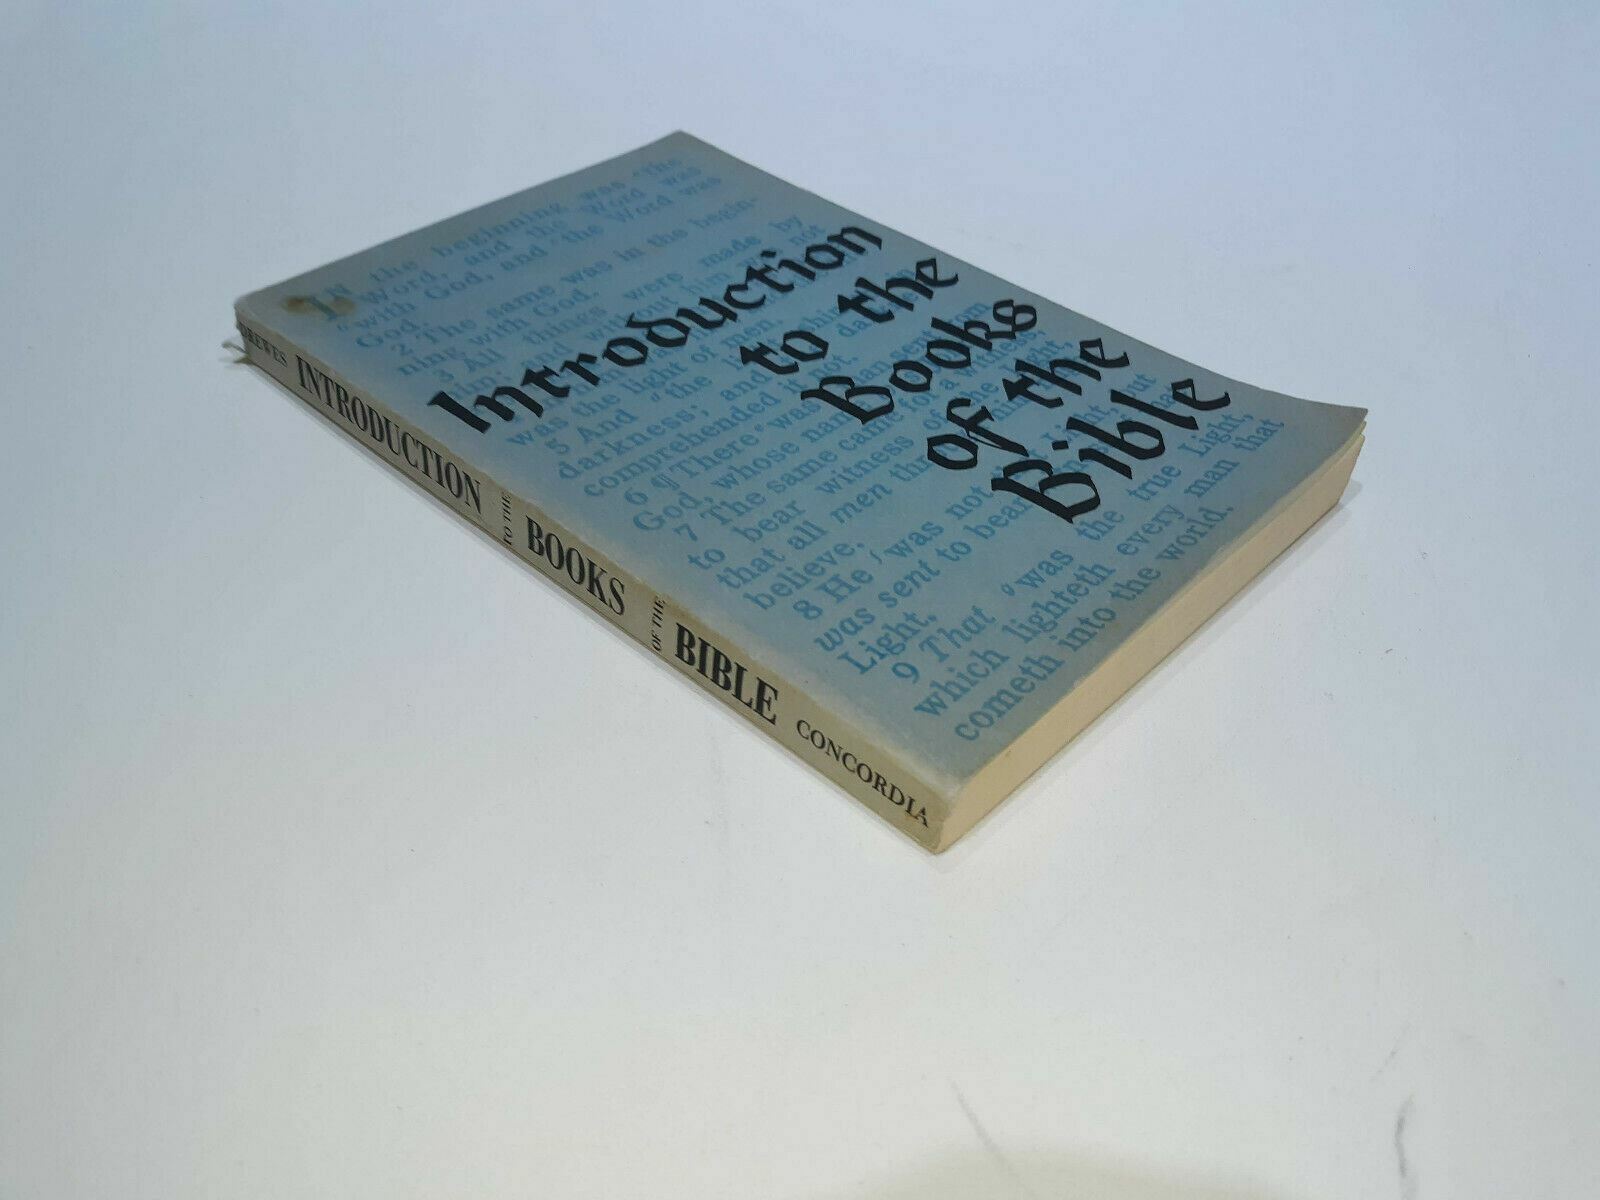 DREWES INTRODUCTION TO THE BOOKS OF THE BIBLE CONCORDIA
Introduction
to the
Books
of the
Bible
the beginning was the
Word, and the Word was
with God, and the Word was
God.
2 The same was in the begin-
ning with God.
3 All things were made by
was the light of men
5 And the
darkness; and
comprehended it not.
6 ¶ There was a man sent from
God, whose name
7 The same came for a witness,
to bear witness of the Light,
that all men
believe.
8 He was not that Light, but
was sent to bear
Light.
9 That was the true Light,
which lighteth every man that
cometh into the world.